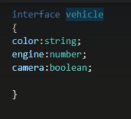 interface vehicle
{
color:string;
engine:number;
camera:boolean;
}